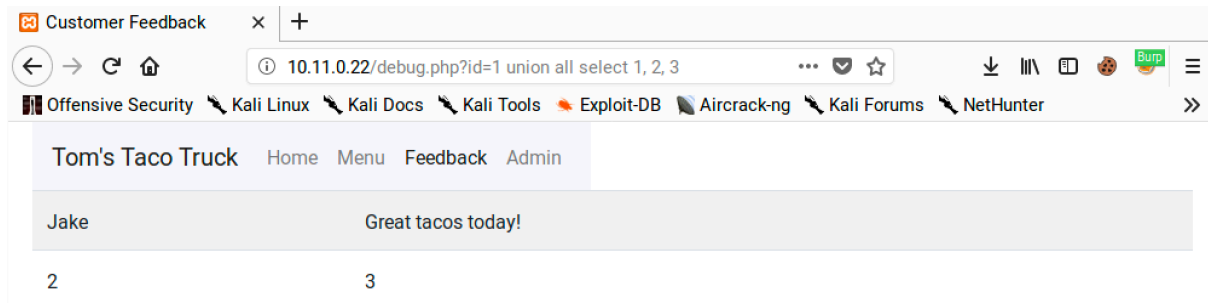 Customer Feedback
10.11.0.22/debug.php?id=1 union all select 1, 2, 3
Burp
Offensive Security Kali Linux Kali Docs Kali Tools Exploit-DB Aircrack-ng Kali Forums NetHunter
Tom's Taco Truck Home Menu Feedback Admin
Jake Great tacos today!
2 3